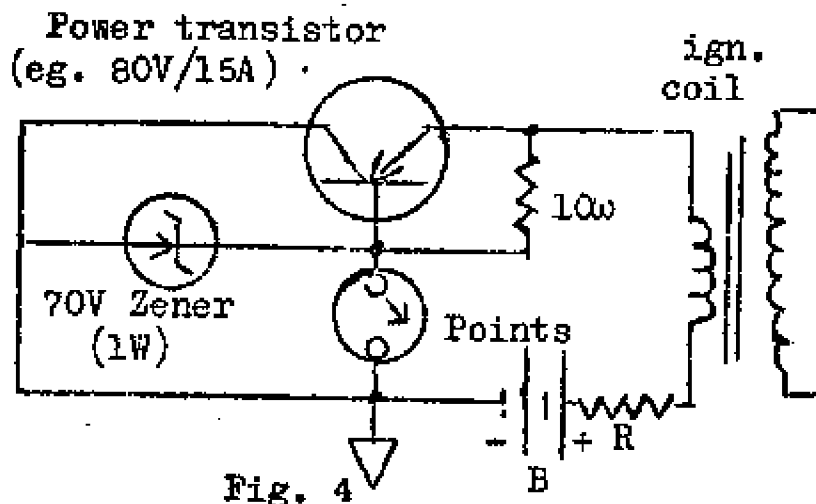 Power transistor
(eg. 80V/15A)
ign.
coil
10ω
70V Zener
(1W)
Points
- + R
B
Fig. 4